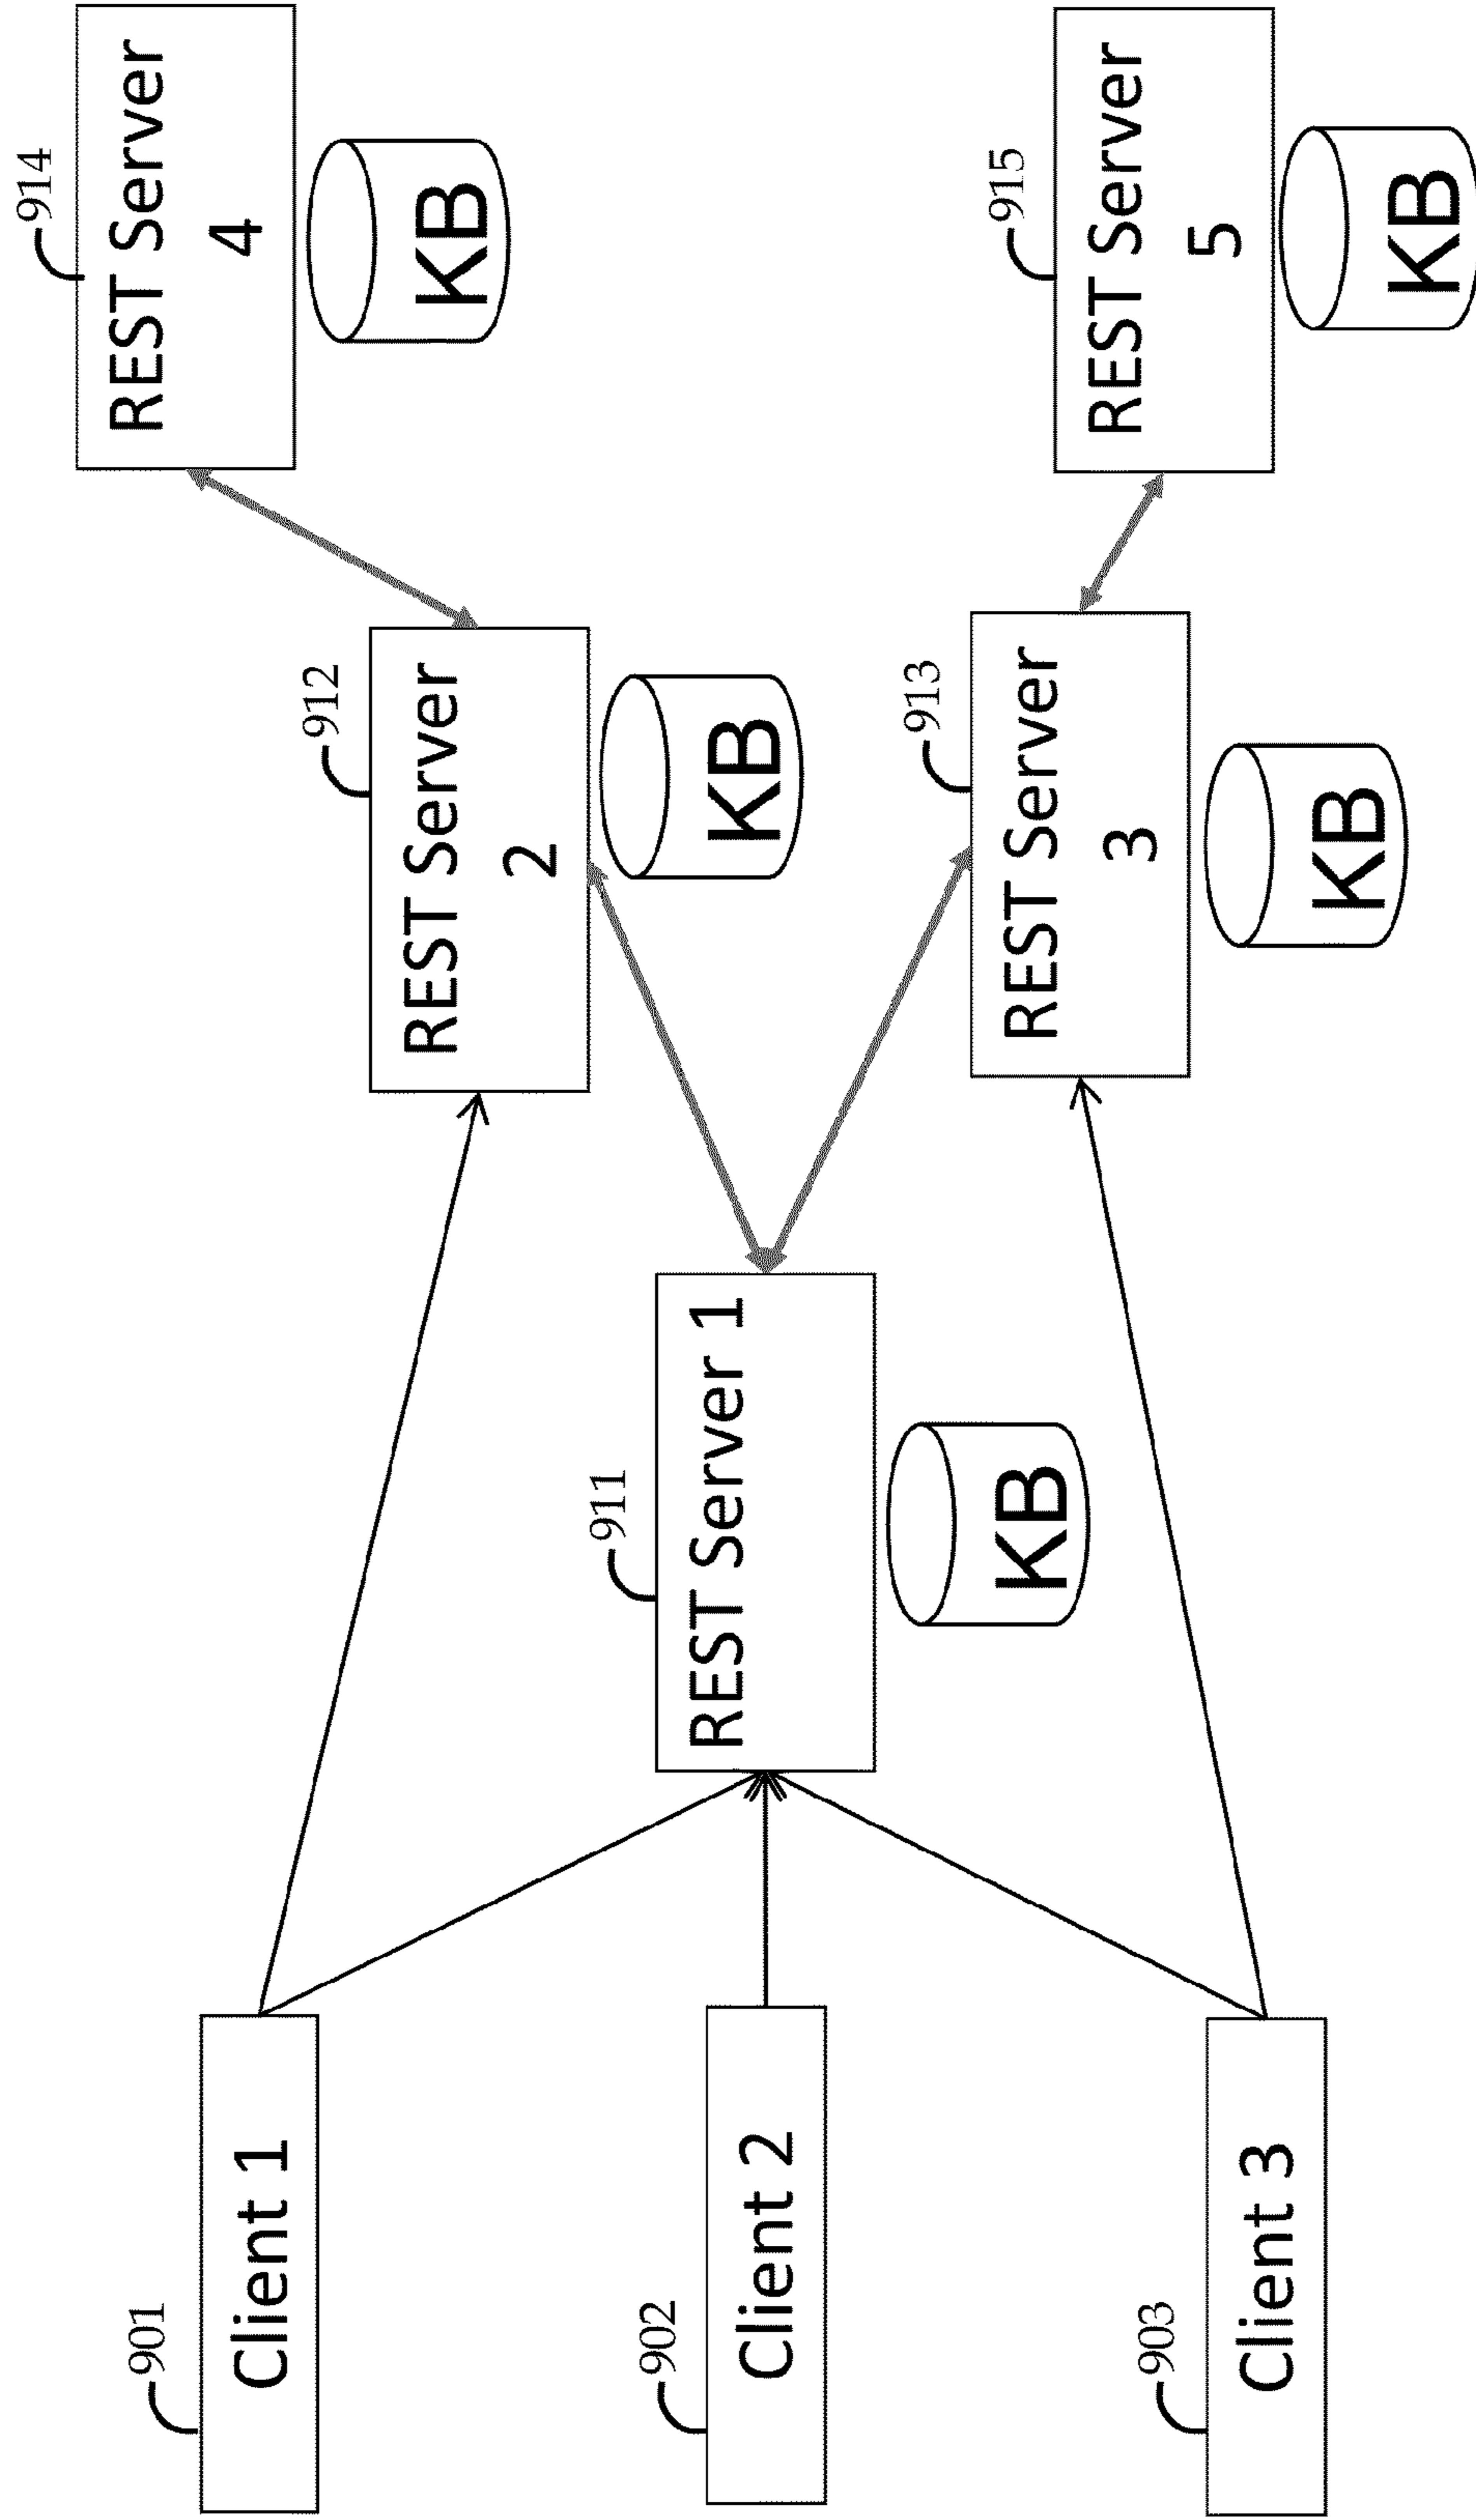 901
Client 1
902
Client 2
903
Client 3
911
REST Server 1
KB
912
REST Server
2
KB
913
REST Server
3
KB
914
REST Server
4
KB
915
REST Server
5
KB